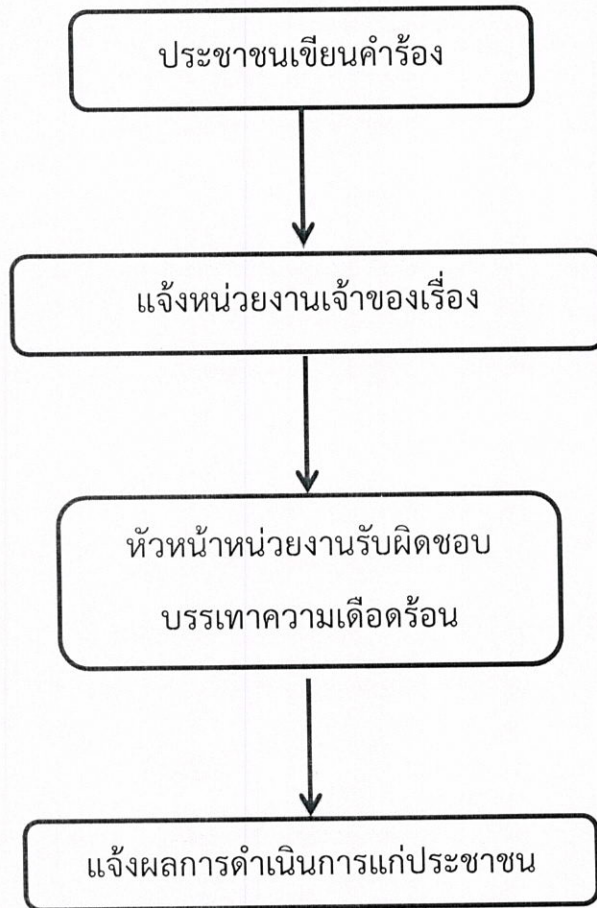 ประชาชนเขียนคำร้อง
แจ้งหน่วยงานเจ้าของเรื่อง
หัวหน้าหน่วยงานรับผิดชอบ
บรรเทาความเดือดร้อน
แจ้งผลการดำเนินการแก่ประชาชน